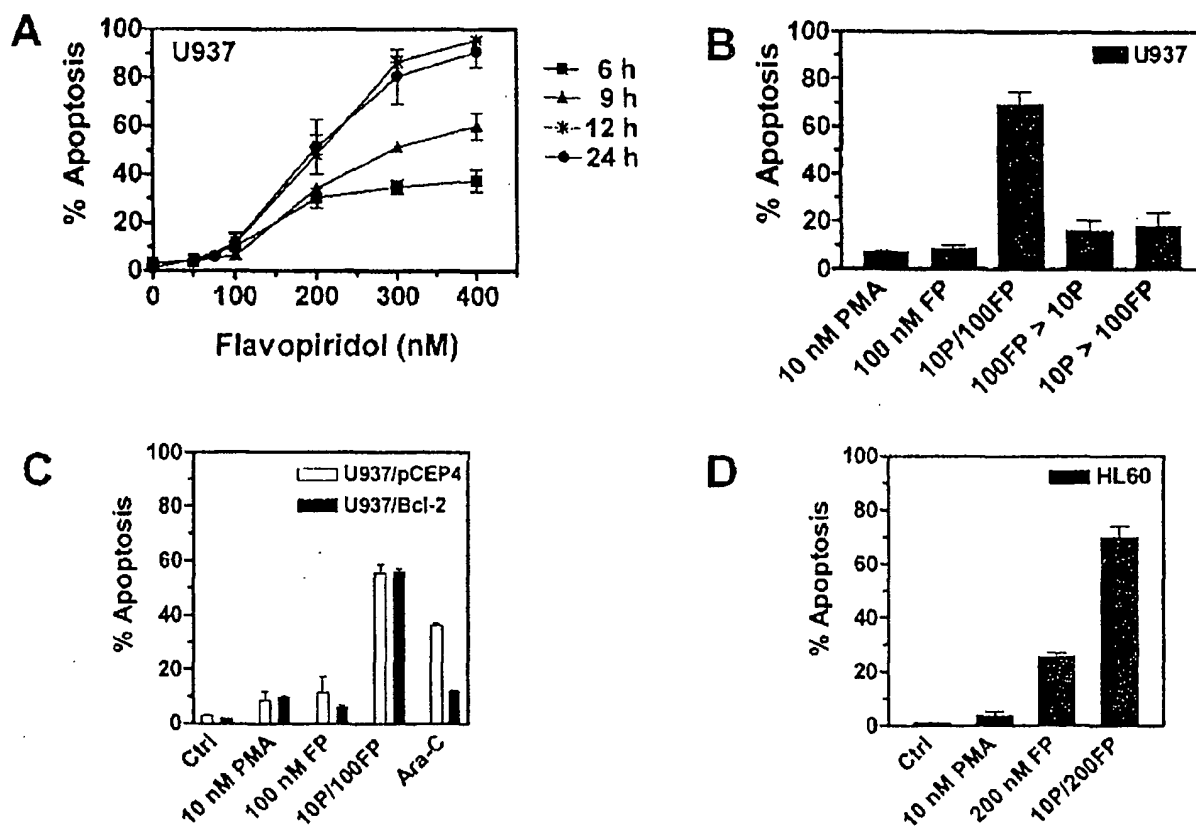 A
% Apoptosis
100
80
60
40
20
0
U937
0
100
200
300
400
Flavopiridol (nM)
6 h
9 h
12 h
24 h
B
% Apoptosis
100
80
60
40
20
0
U937
10 nM PMA
100 nM FP
10P/100FP
100FP > 10P
10P > 100FP
C
% Apoptosis
100
80
60
40
20
0
U937/pCEP4
U937/Bcl-2
Ctrl
10 nM PMA
100 nM FP
10P/100FP
Ara-C
D
% Apoptosis
100
80
60
40
20
0
HL60
Ctrl
10 nM PMA
200 nM FP
10P/200FP